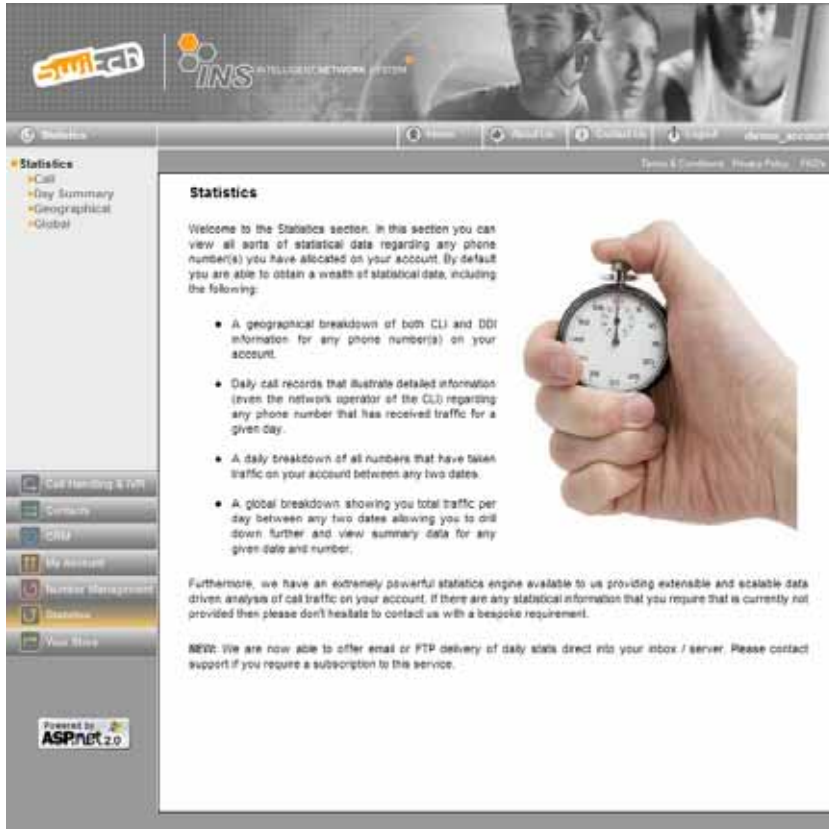 switch
INS INTELLIGENT NETWORK SYSTEM
Statistics
Home
About Us
Contact Us
Logout
demo_account
Terms & Conditions Privacy Policy FAQ's
Statistics
Call
Day Summary
Geographical
Global
Statistics
Welcome to the Statistics section. In this section you can
view all sorts of statistical data regarding any phone
number(s) you have allocated on your account. By default
you are able to obtain a wealth of statistical data, including
the following:
• A geographical breakdown of both CLI and DDI
information for any phone number(s) on your
account.
• Daily call records that illustrate detailed information
(even the network operator of the CLI) regarding
any phone number that has received traffic for a
given day.
• A daily breakdown of all numbers that have taken
traffic on your account between any two dates.
• A global breakdown showing you total traffic per
day between any two dates allowing you to drill
down further and view summary data for any
given date and number.
Furthermore, we have an extremely powerful statistics engine available to us providing extensible and scalable data
driven analysis of call traffic on your account. If there are any statistical information that you require that is currently not
provided then please don't hesitate to contact us with a bespoke requirement.
NEW: We are now able to offer email or FTP delivery of daily stats direct into your inbox / server. Please contact
support if you require a subscription to this service.
Call Handling & IVR
Contacts
CRM
My Account
Number Management
Statistics
Your Store
Powered by
ASP.net 2.0